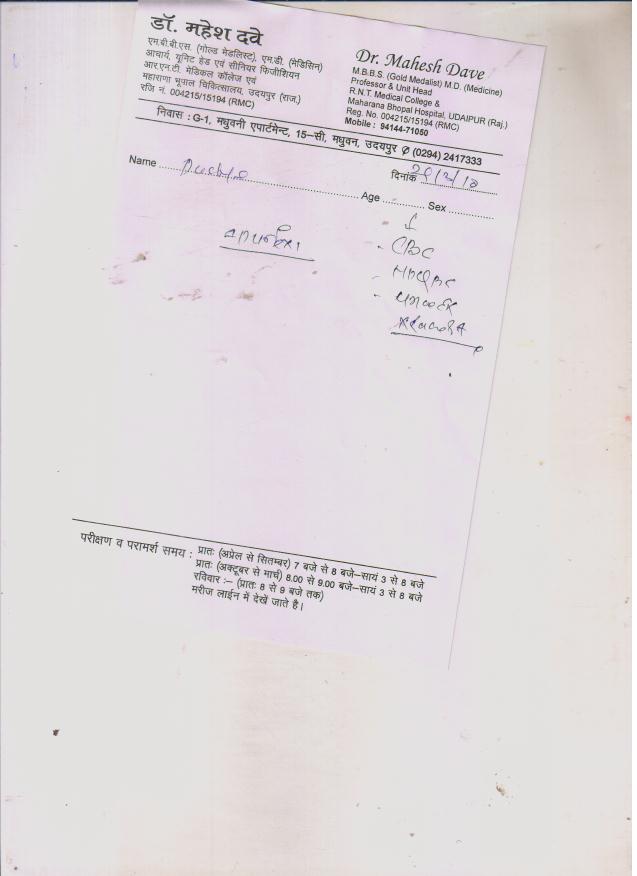 डॉ. महेश दवे
एम.बी.बी.एस. (गोल्ड मेडलिस्ट), एम.डी. (मेडिसिन)
आचार्य, यूनिट हेड एवं सीनियर फिजीशियन
आर.एन.टी. मेडिकल कॉलेज एवं
महाराणा भूपाल चिकित्सालय, उदयपुर (राज.)
रजि नं. 004215/15194 (RMC)
Dr. Mahesh Dave
M.B.B.S. (Gold Medalist) M.D. (Medicine)
Professor & Unit Head
R.N.T. Medical College &
Maharana Bhopal Hospital, UDAIPUR (Raj.)
Reg. No. 004215/15194 (RMC)
Mobile : 94144-71050
निवास : G-1, मधुवनी एपार्टमेन्ट, 15–सी, मधुवन, उदयपुर ✆ (0294) 2417333
दिनांक
Name Age Sex
CBC
परीक्षण व परामर्श समय : प्रातः (अप्रेल से सितम्बर) 7 बजे से 8 बजे–सायं 3 से 8 बजे
प्रातः (अक्टूबर से मार्च) 8.00 से 9.00 बजे–सायं 3 से 8 बजे
रविवार :– (प्रातः 8 से 9 बजे तक)
मरीज लाईन में देखें जाते है।